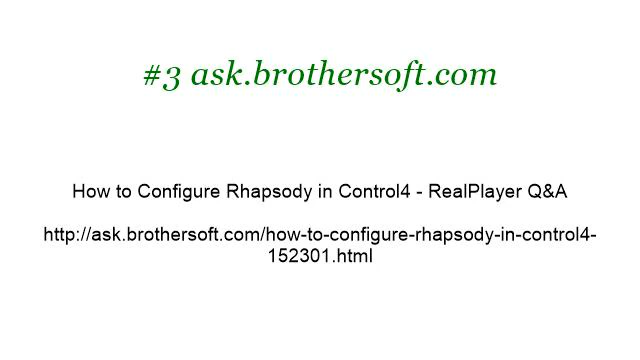 #3 ask.brothersoft.com
How to Configure Rhapsody in Control4 - RealPlayer Q&A
http://ask.brothersoft.com/how-to-configure-rhapsody-in-control4-
152301.html